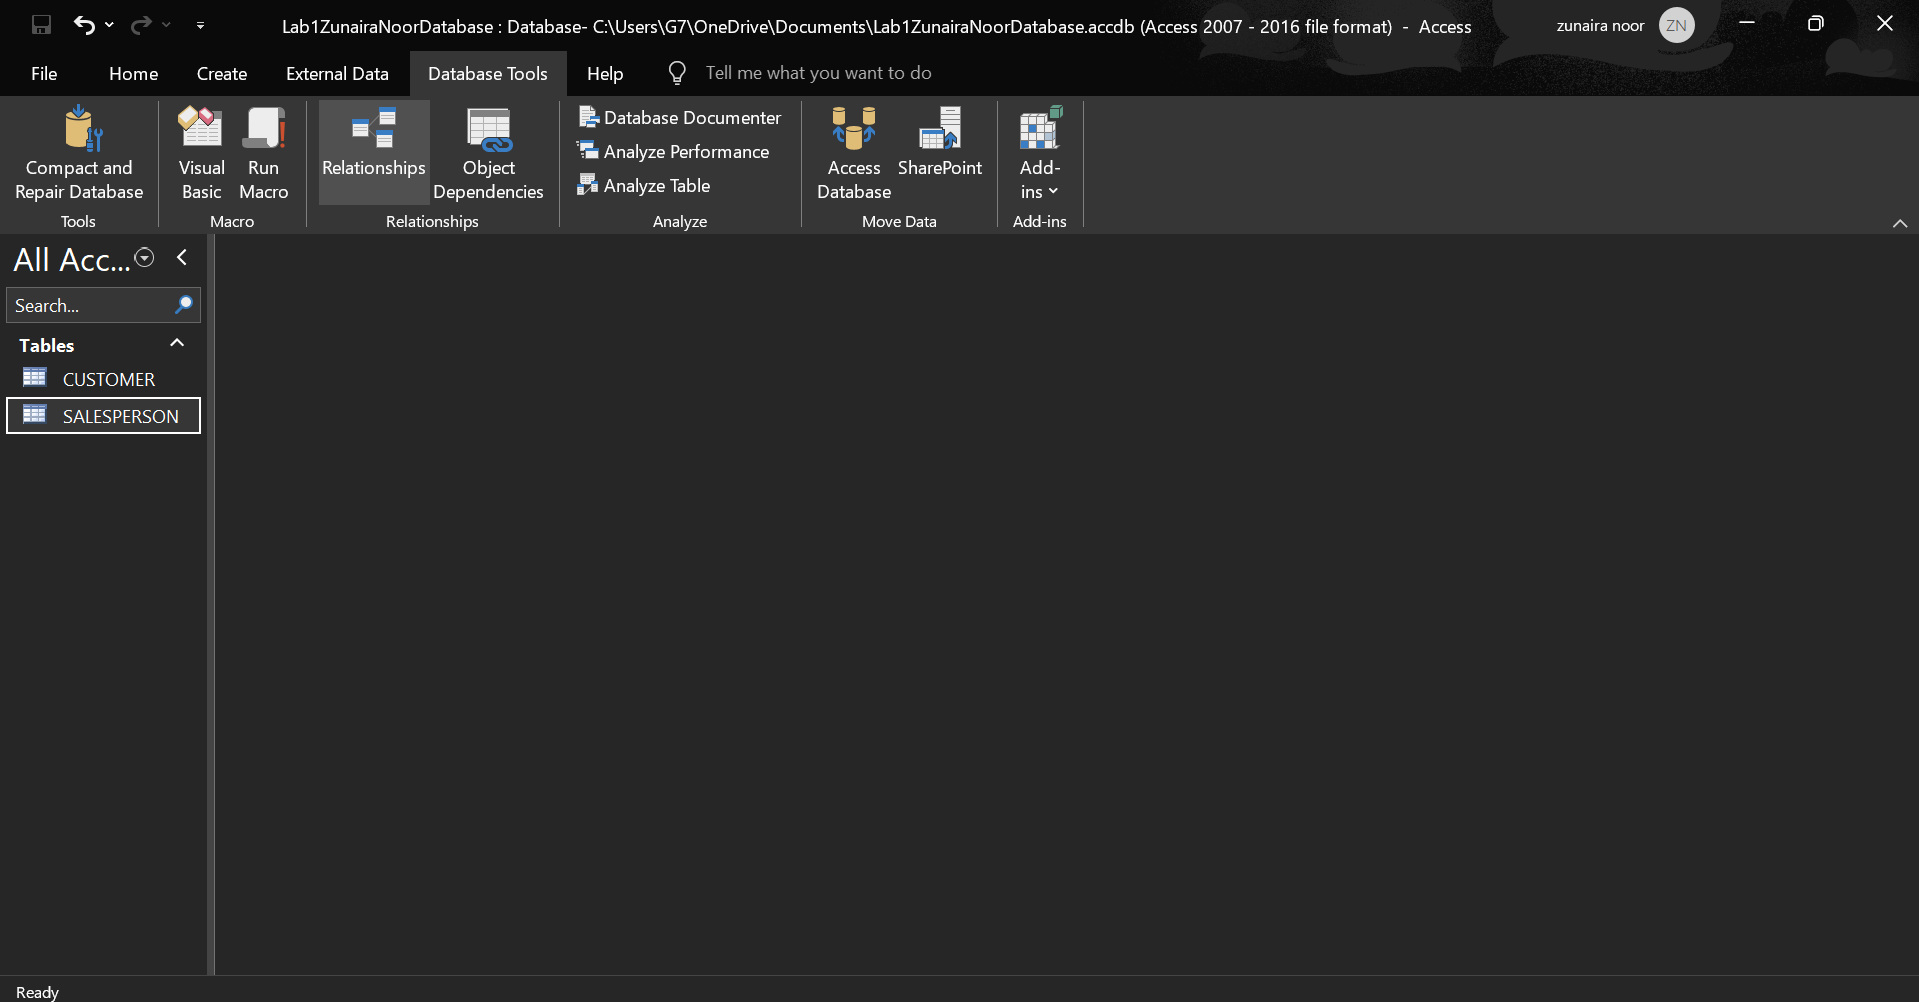 Lab1ZunairaNoorDatabase : Database- C:\Users\G7\OneDrive\Documents\Lab1ZunairaNoorDatabase.accdb (Access 2007 - 2016 file format)  -  Access
zunaira noor
ZN
File
Home
Create
External Data
Database Tools
Help
Tell me what you want to do
Compact and
Repair Database
Tools
Visual
Basic
Run
Macro
Macro
Relationships
Object
Dependencies
Relationships
Database Documenter
Analyze Performance
Analyze Table
Analyze
Access
Database
SharePoint
Move Data
Add-
ins
Add-ins
All Acc...
Search...
Tables
CUSTOMER
SALESPERSON
Ready